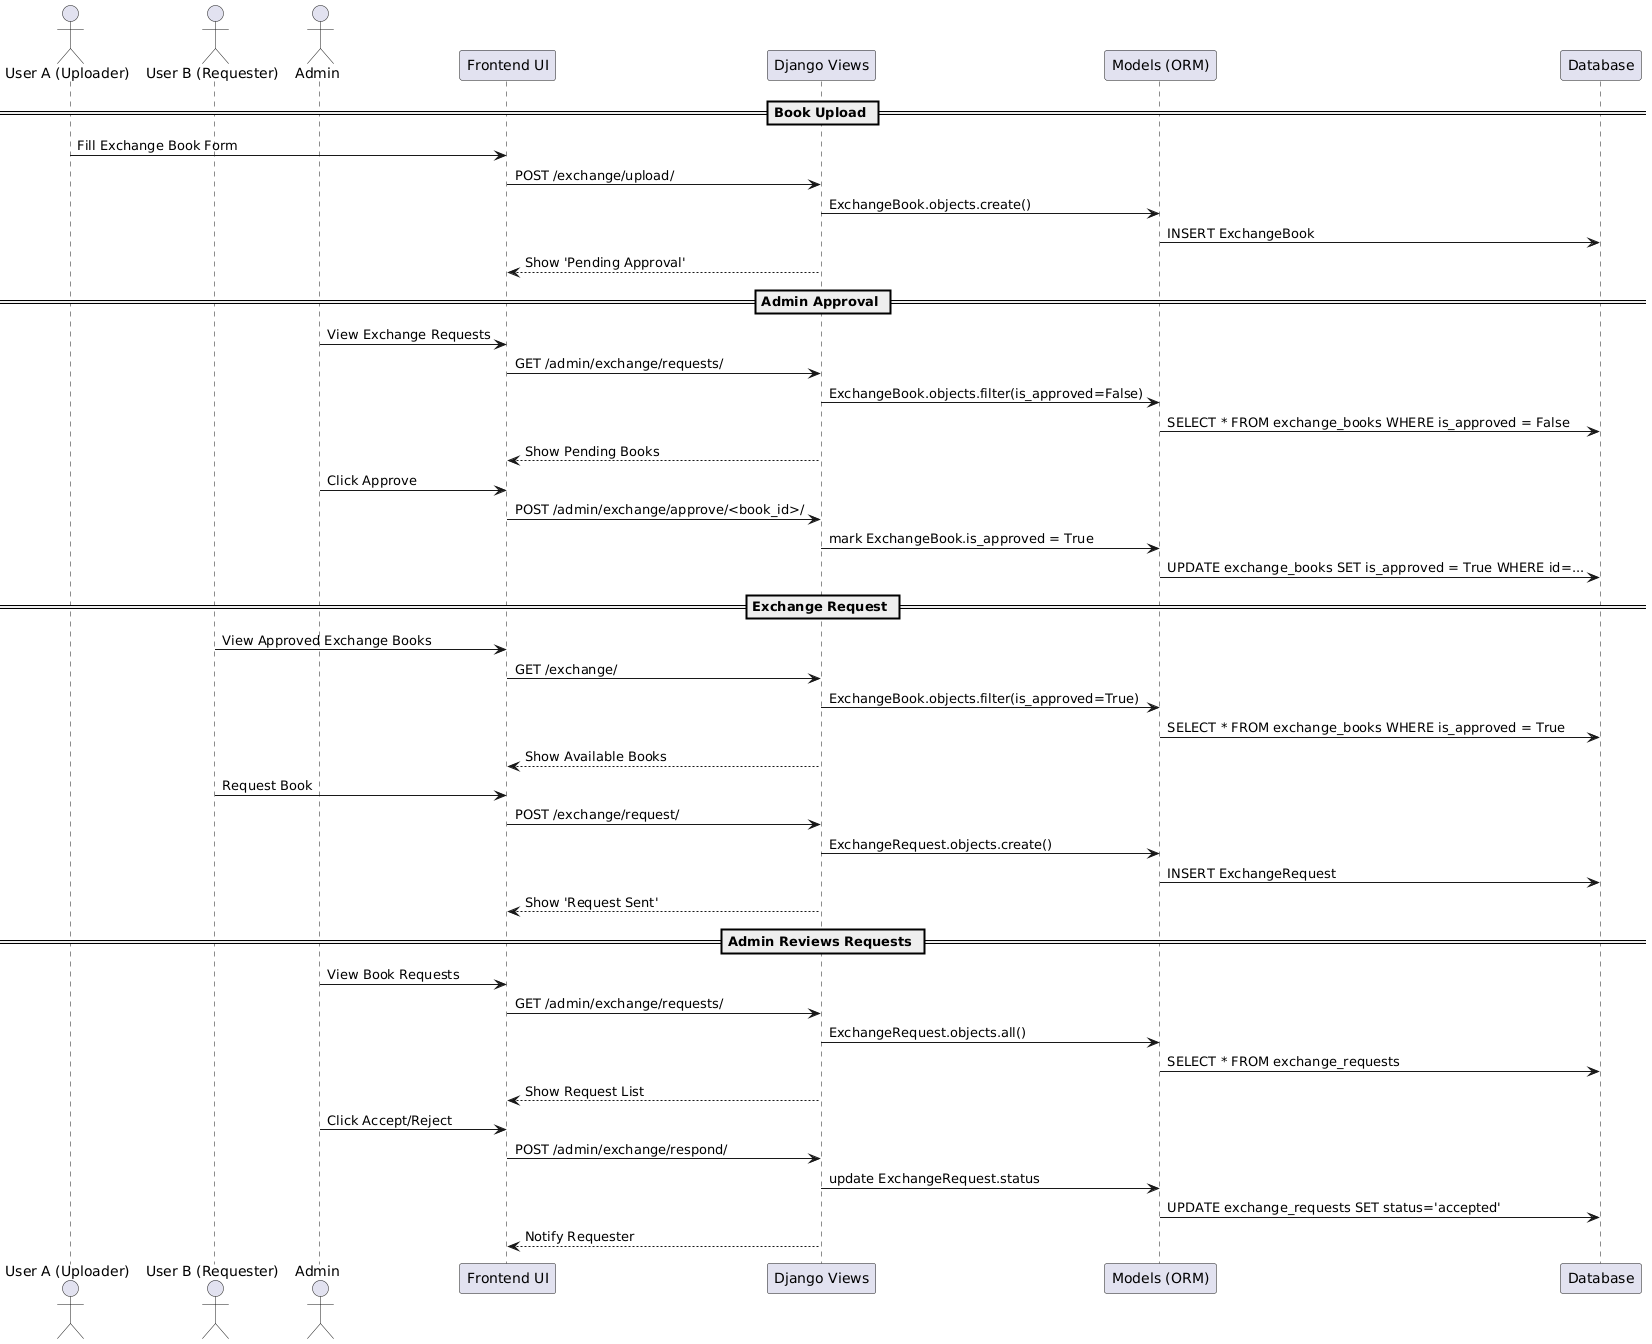 User A (Uploader)
User B (Requester)
Admin
Frontend UI
Django Views
Models (ORM)
Database
Book Upload
Fill Exchange Book Form
POST /exchange/upload/
ExchangeBook.objects.create()
INSERT ExchangeBook
Show 'Pending Approval'
Admin Approval
View Exchange Requests
GET /admin/exchange/requests/
ExchangeBook.objects.filter(is_approved=False)
SELECT * FROM exchange_books WHERE is_approved = False
Show Pending Books
Click Approve
POST /admin/exchange/approve/<book_id>/
mark ExchangeBook.is_approved = True
UPDATE exchange_books SET is_approved = True WHERE id=...
Exchange Request
View Approved Exchange Books
GET /exchange/
ExchangeBook.objects.filter(is_approved=True)
SELECT * FROM exchange_books WHERE is_approved = True
Show Available Books
Request Book
POST /exchange/request/
ExchangeRequest.objects.create()
INSERT ExchangeRequest
Show 'Request Sent'
Admin Reviews Requests
View Book Requests
GET /admin/exchange/requests/
ExchangeRequest.objects.all()
SELECT * FROM exchange_requests
Show Request List
Click Accept/Reject
POST /admin/exchange/respond/
update ExchangeRequest.status
UPDATE exchange_requests SET status='accepted'
Notify Requester
User A (Uploader)
User B (Requester)
Admin
Frontend UI
Django Views
Models (ORM)
Database